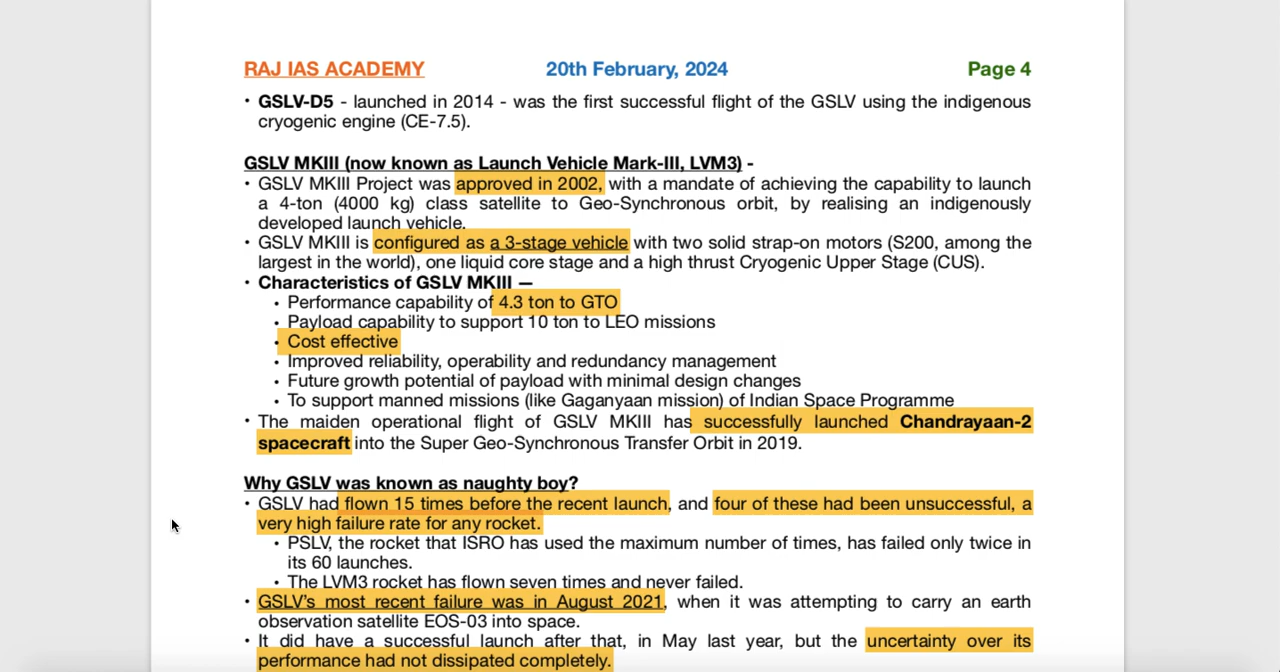 RAJ IAS ACADEMY 20th February, 2024 Page 4
• GSLV-D5 - launched in 2014 - was the first successful flight of the GSLV using the indigenous
cryogenic engine (CE-7.5).
GSLV MKIII (now known as Launch Vehicle Mark-III, LVM3) -
• GSLV MKIII Project was approved in 2002, with a mandate of achieving the capability to launch
a 4-ton (4000 kg) class satellite to Geo-Synchronous orbit, by realising an indigenously
developed launch vehicle.
• GSLV MKIII is configured as a 3-stage vehicle with two solid strap-on motors (S200, among the
largest in the world), one liquid core stage and a high thrust Cryogenic Upper Stage (CUS).
• Characteristics of GSLV MKIII —
• Performance capability of 4.3 ton to GTO
• Payload capability to support 10 ton to LEO missions
• Cost effective
• Improved reliability, operability and redundancy management
• Future growth potential of payload with minimal design changes
• To support manned missions (like Gaganyaan mission) of Indian Space Programme
• The maiden operational flight of GSLV MKIII has successfully launched Chandrayaan-2
spacecraft into the Super Geo-Synchronous Transfer Orbit in 2019.
Why GSLV was known as naughty boy?
• GSLV had flown 15 times before the recent launch, and four of these had been unsuccessful, a
very high failure rate for any rocket.
• PSLV, the rocket that ISRO has used the maximum number of times, has failed only twice in
its 60 launches.
• The LVM3 rocket has flown seven times and never failed.
• GSLV's most recent failure was in August 2021, when it was attempting to carry an earth
observation satellite EOS-03 into space.
• It did have a successful launch after that, in May last year, but the uncertainty over its
performance had not dissipated completely.